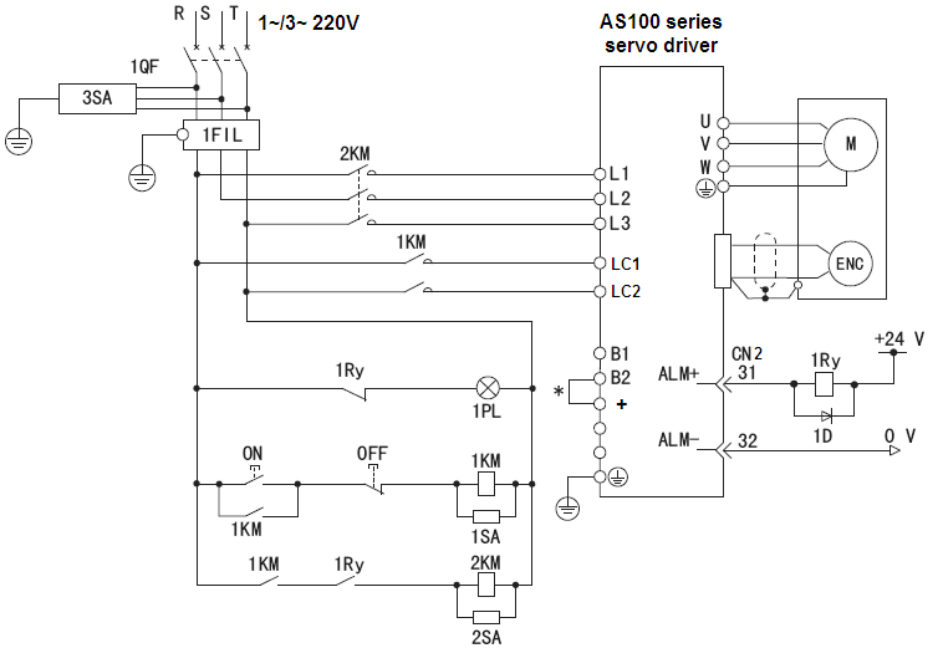 R S T
1~/3~ 220V
AS100 series
servo driver
1QF
3SA
1FIL
U
V
W
M
2KM
L1
L2
L3
1KM
LC1
LC2
ENC
B1
B2
*
+
+24 V
CN2
ALM+
31
1Ry
1D
ALM-
32
0 V
1Ry
1PL
ON
OFF
1KM
1KM
1SA
1KM
1Ry
2KM
2SA